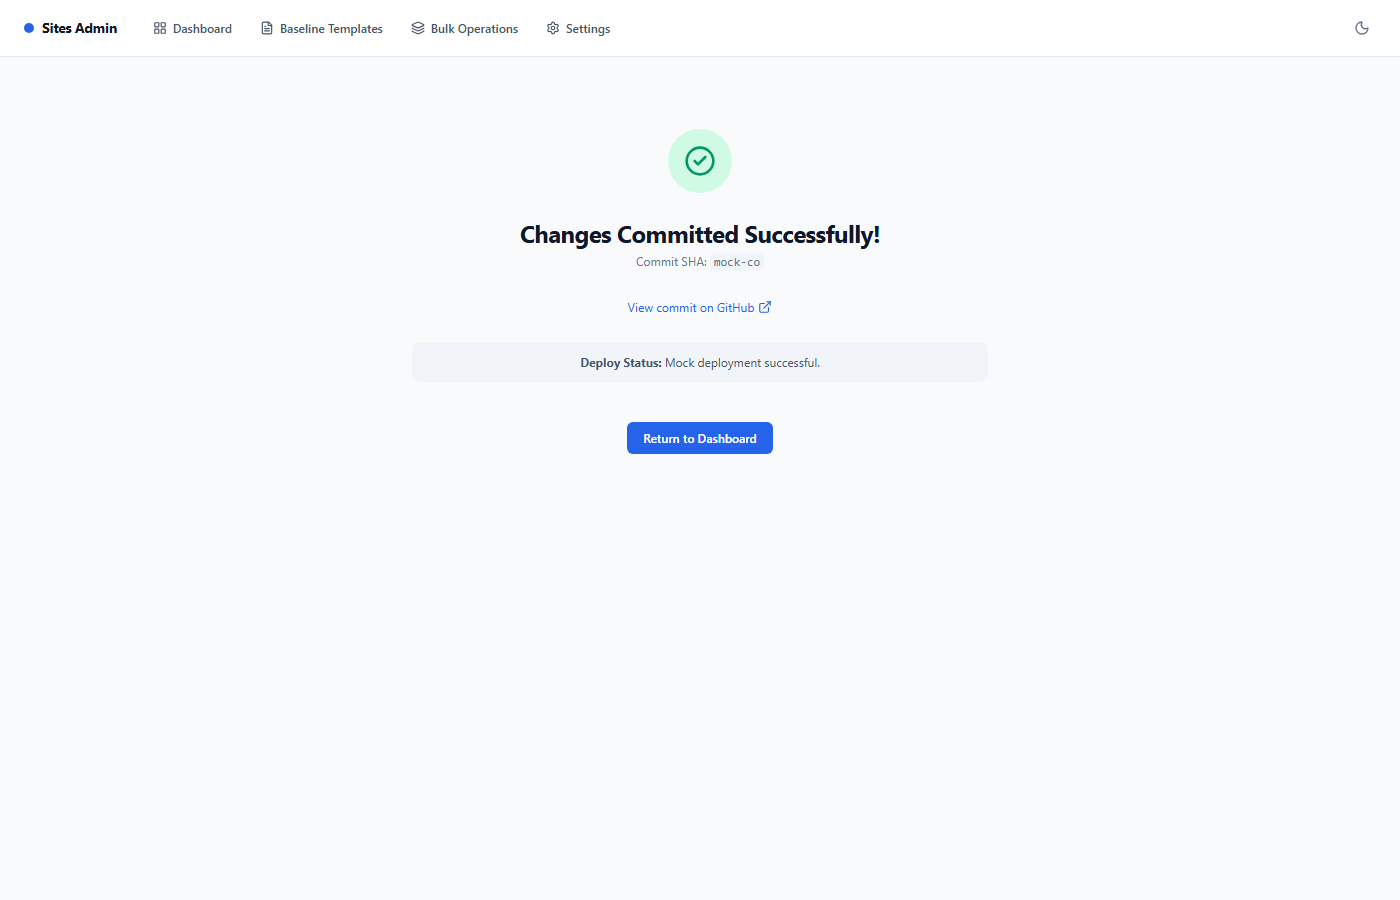 Sites Admin Dashboard Baseline Templates Bulk Operations Settings
Changes Committed Successfully!
Commit SHA: mock-co
View commit on GitHub
Deploy Status: Mock deployment successful.
Return to Dashboard